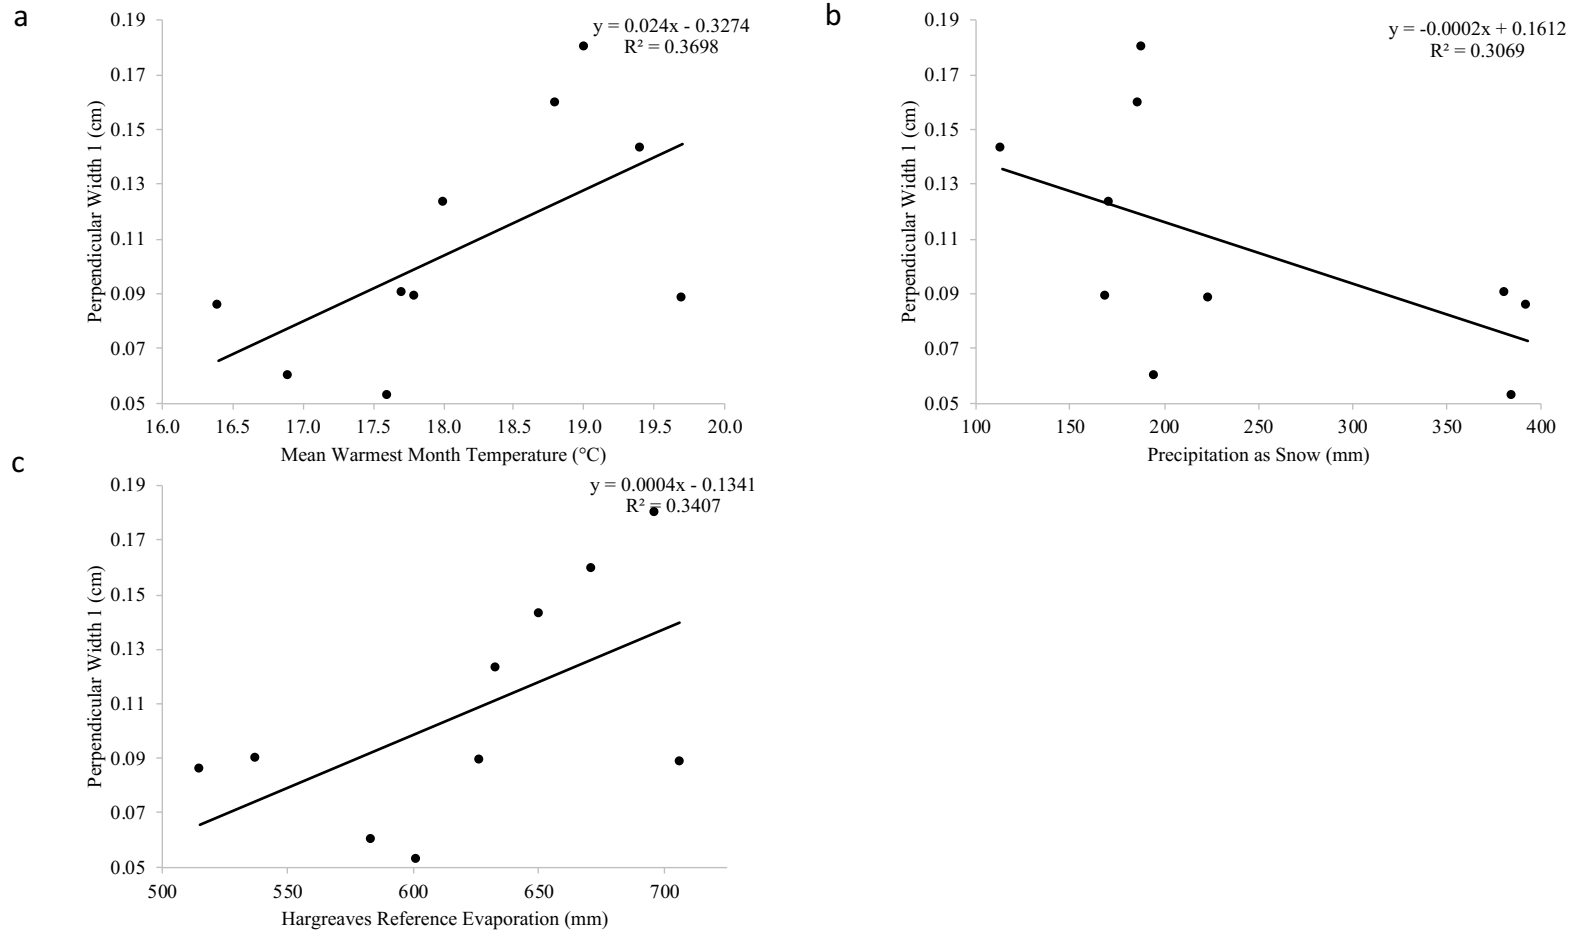 a
y = 0.024x - 0.3274
R² = 0.3698
0.19
0.17
0.15
0.13
0.11
0.09
0.07
0.05
Perpendicular Width 1 (cm)
16.0 16.5 17.0 17.5 18.0 18.5 19.0 19.5 20.0
Mean Warmest Month Temperature (°C)
b
y = -0.0002x + 0.1612
R² = 0.3069
0.19
0.17
0.15
0.13
0.11
0.09
0.07
0.05
Perpendicular Width 1 (cm)
100 150 200 250 300 350 400
Precipitation as Snow (mm)
c
y = 0.0004x - 0.1341
R² = 0.3407
0.19
0.17
0.15
0.13
0.11
0.09
0.07
0.05
Perpendicular Width 1 (cm)
500 550 600 650 700
Hargreaves Reference Evaporation (mm)